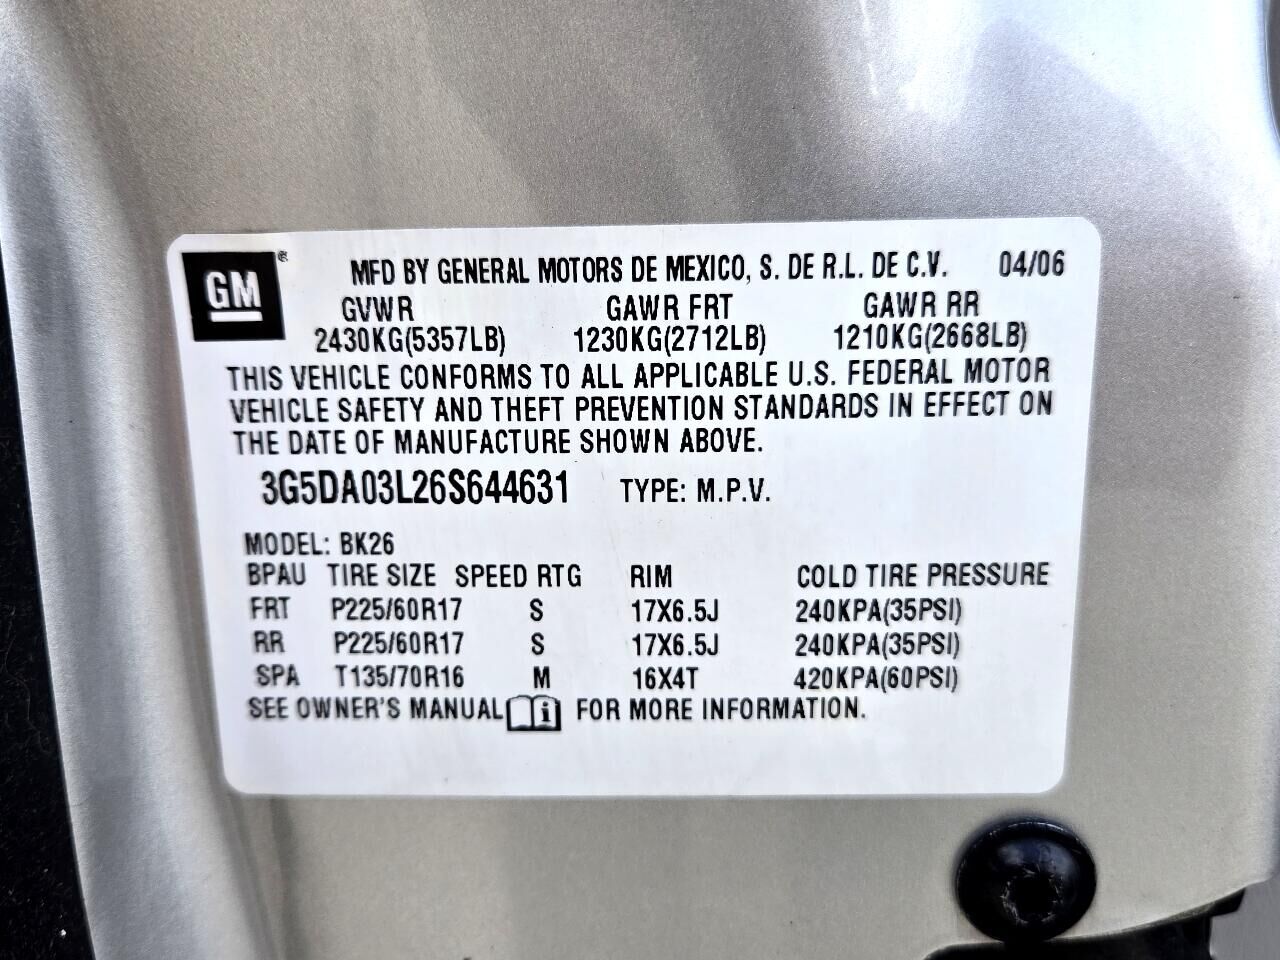 GM®
MFD BY GENERAL MOTORS DE MEXICO, S. DE R.L. DE C.V. 04/06
GVWR GAWR FRT GAWR RR
2430KG(5357LB) 1230KG(2712LB) 1210KG(2668LB)
THIS VEHICLE CONFORMS TO ALL APPLICABLE U.S. FEDERAL MOTOR
VEHICLE SAFETY AND THEFT PREVENTION STANDARDS IN EFFECT ON
THE DATE OF MANUFACTURE SHOWN ABOVE.
3G5DA03L26S644631 TYPE: M.P.V.
MODEL: BK26
BPAU TIRE SIZE SPEED RTG RIM COLD TIRE PRESSURE
FRT P225/60R17 S 17X6.5J 240KPA(35PSI)
RR P225/60R17 S 17X6.5J 240KPA(35PSI)
SPA T135/70R16 M 16X4T 420KPA(60PSI)
SEE OWNER'S MANUAL i FOR MORE INFORMATION.